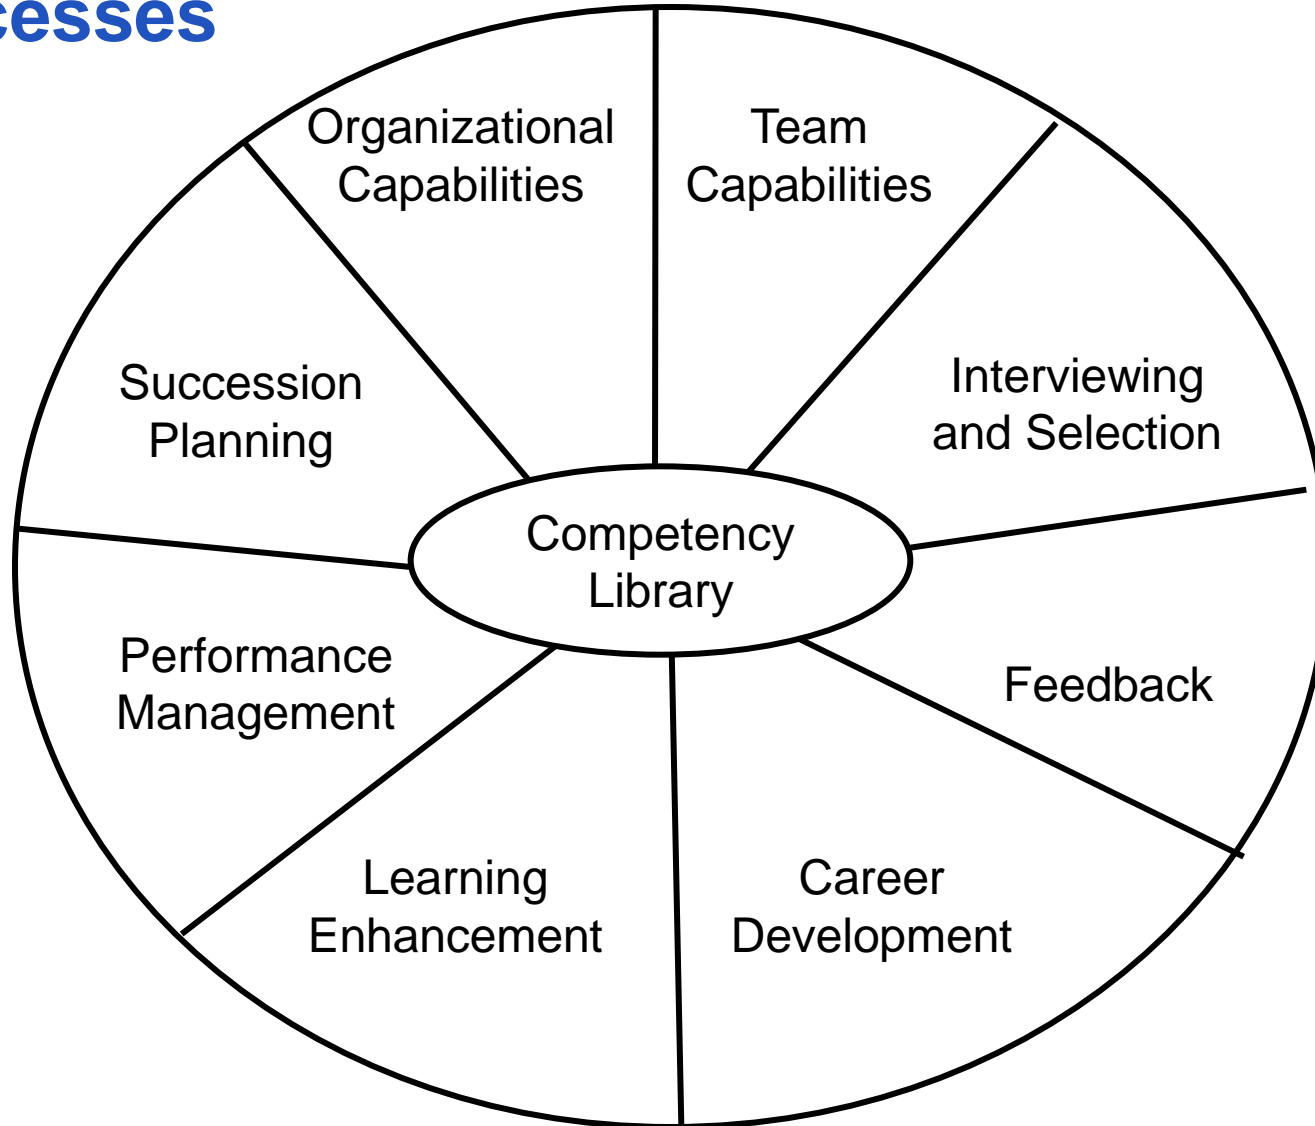 cesses
Organizational
Capabilities
Team
Capabilities
Interviewing
and Selection
Succession
Planning
Competency
Library
Feedback
Performance
Management
Learning
Enhancement
Career
Development